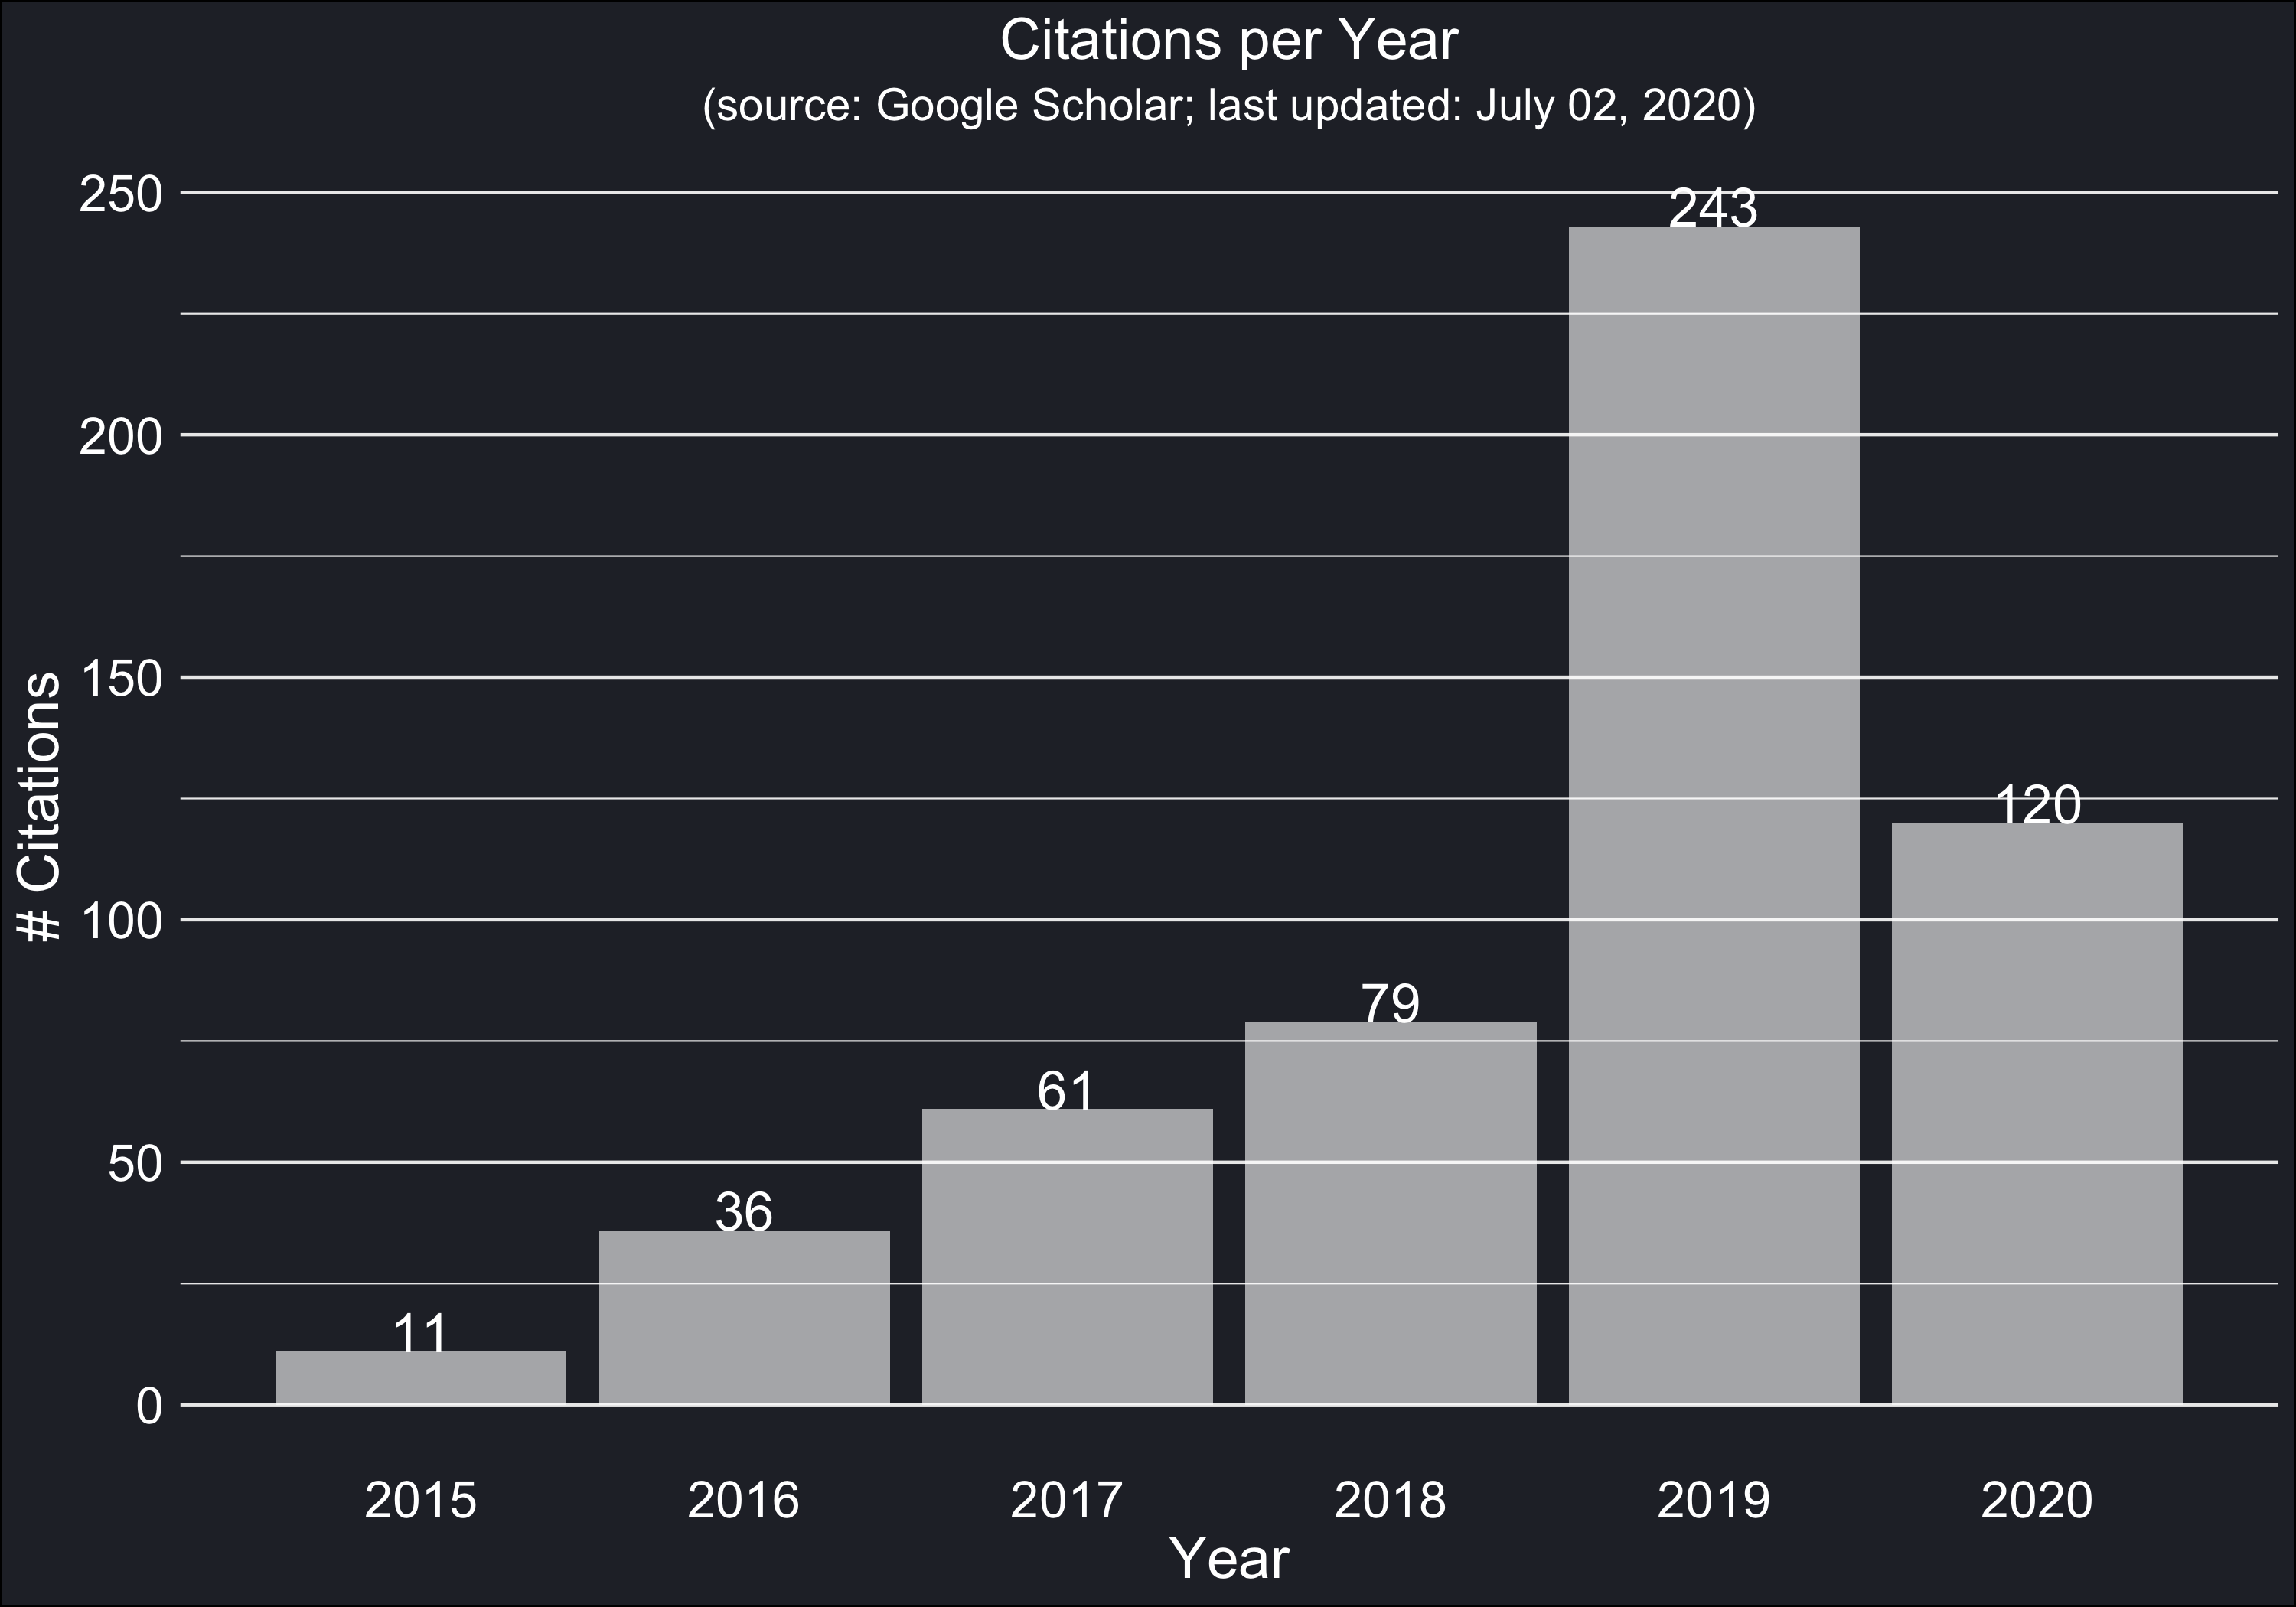 Citations per Year
(source: Google Scholar; last updated: July 02, 2020)
250
243
200
150
# Citations
120
100
79
61
50
36
11
0
2015 2016 2017 2018 2019 2020
Year